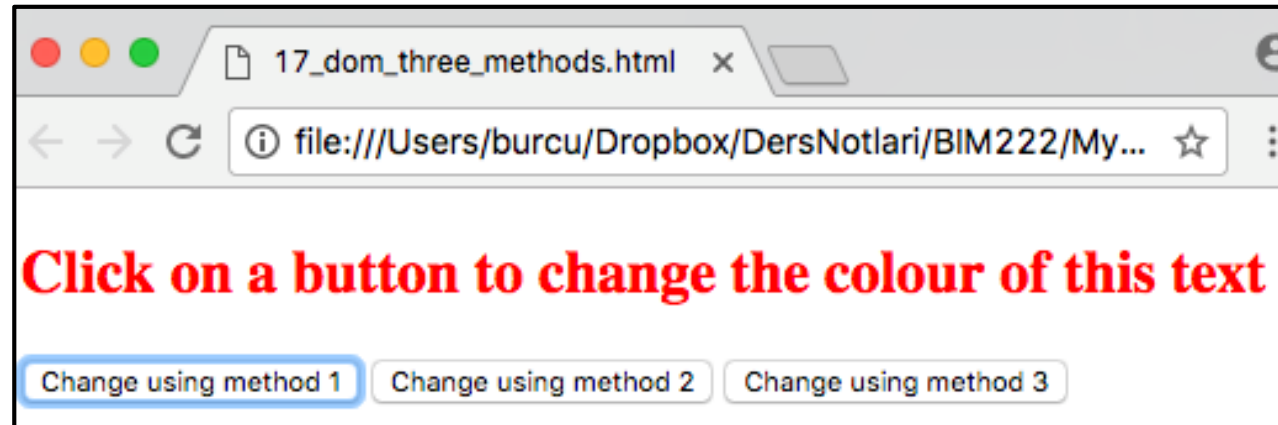 17_dom_three_methods.html
file:///Users/burcu/Dropbox/DersNotlari/BIM222/My...
Click on a button to change the colour of this text
Change using method 1 Change using method 2 Change using method 3